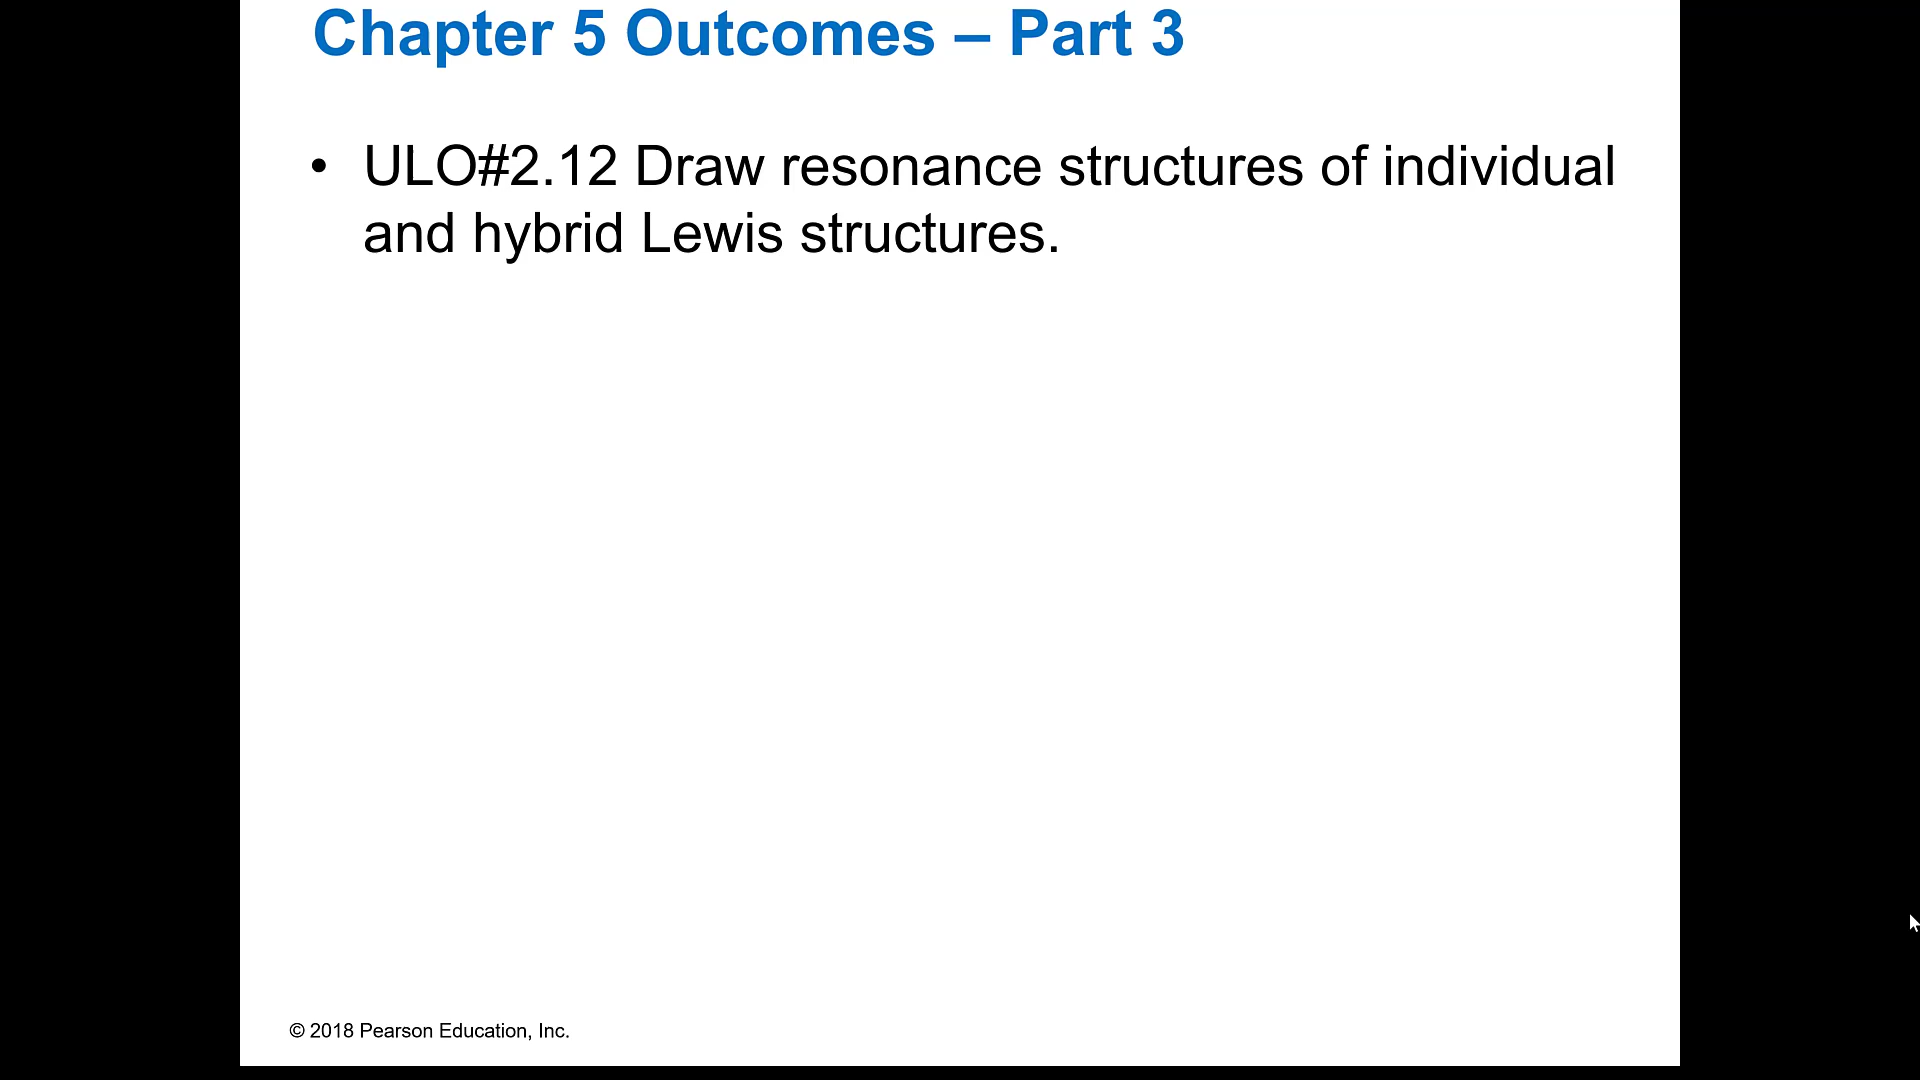 Chapter 5 Outcomes – Part 3
• ULO#2.12 Draw resonance structures of individual
and hybrid Lewis structures.
© 2018 Pearson Education, Inc.